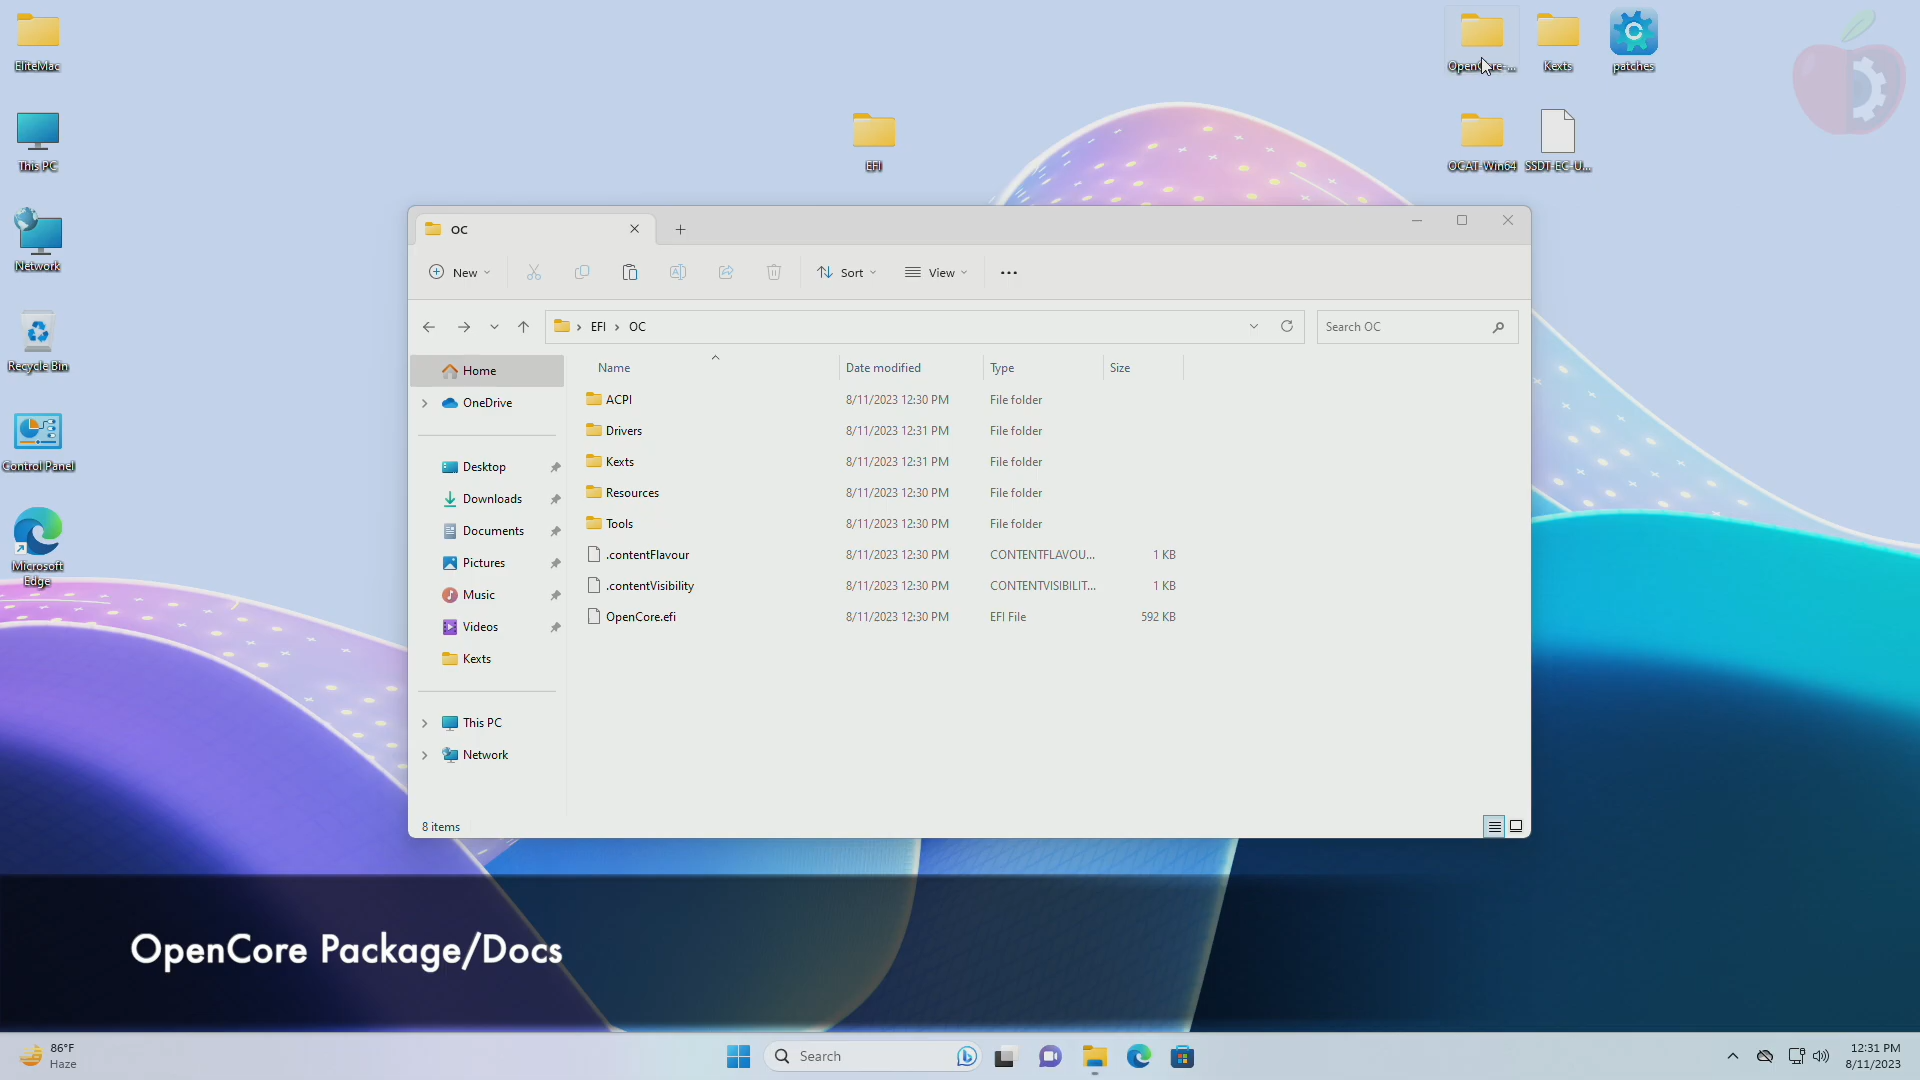 EliteMac
This PC
Network
Recycle Bin
Control Panel
Microsoft
Edge
EFI
Kexts
patches
OCAT-Win64
SSDT-EC-U...
OC
New
Sort
View
EFI
OC
Search OC
Home
OneDrive
Desktop
Downloads
Documents
Pictures
Music
Videos
Kexts
This PC
Network
Name Date modified Type Size
ACPI 8/11/2023 12:30 PM File folder
Drivers 8/11/2023 12:31 PM File folder
Kexts 8/11/2023 12:31 PM File folder
Resources 8/11/2023 12:30 PM File folder
Tools 8/11/2023 12:30 PM File folder
.contentFlavour 8/11/2023 12:30 PM CONTENTFLAVOU... 1 KB
.contentVisibility 8/11/2023 12:30 PM CONTENTVISIBILIT... 1 KB
OpenCore.efi 8/11/2023 12:30 PM EFI File 592 KB
8 items
OpenCore Package/Docs
86°F
Haze
Search
12:31 PM
8/11/2023